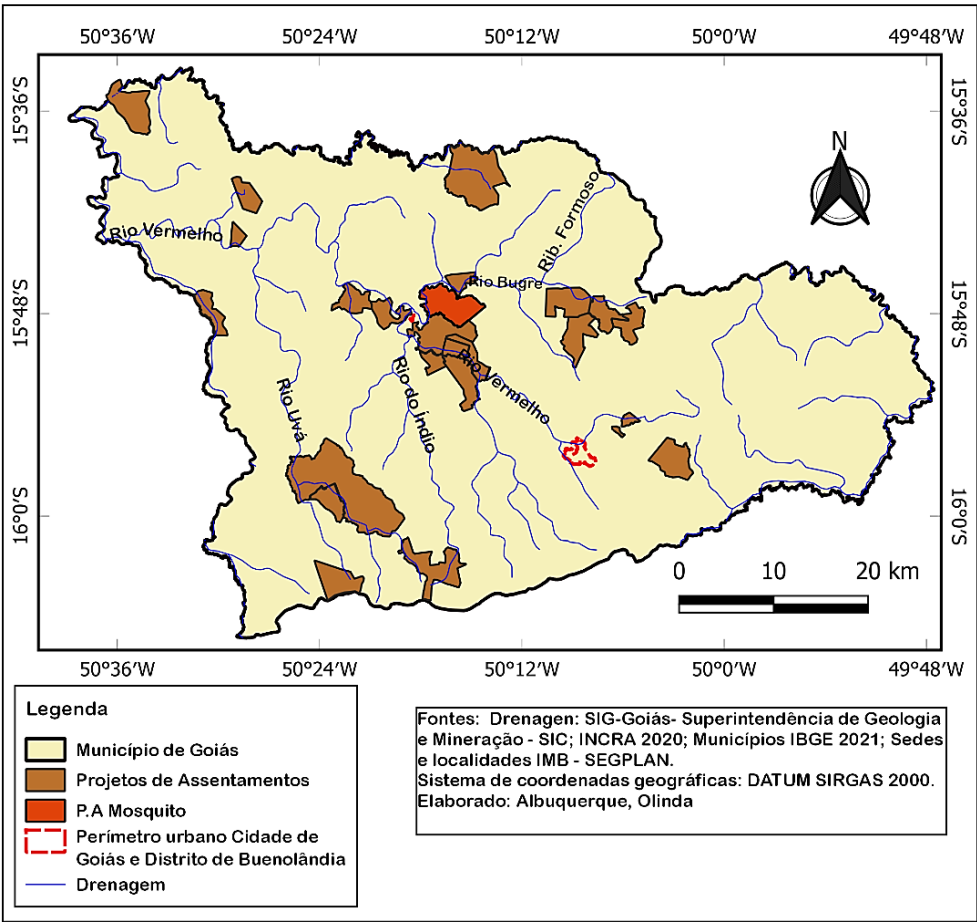 50°36'W 50°24'W 50°12'W 50°0'W 49°48'W
15°36'S 15°36'S
N
Rib. Formoso
Rio Vermelho
Rio Bugre
15°48'S 15°48'S
Rio Vermelho
Rio do Índio
Rio Uvá
16°0'S 16°0'S
0 10 20 km
50°36'W 50°24'W 50°12'W 50°0'W 49°48'W
Legenda
Município de Goiás
Projetos de Assentamentos
P.A Mosquito
Perímetro urbano Cidade de
Goiás e Distrito de Buenolândia
Drenagem
Fontes: Drenagen: SIG-Goiás- Superintendência de Geologia
e Mineração - SIC; INCRA 2020; Municípios IBGE 2021; Sedes
e localidades IMB - SEGPLAN.
Sistema de coordenadas geográficas: DATUM SIRGAS 2000.
Elaborado: Albuquerque, Olinda